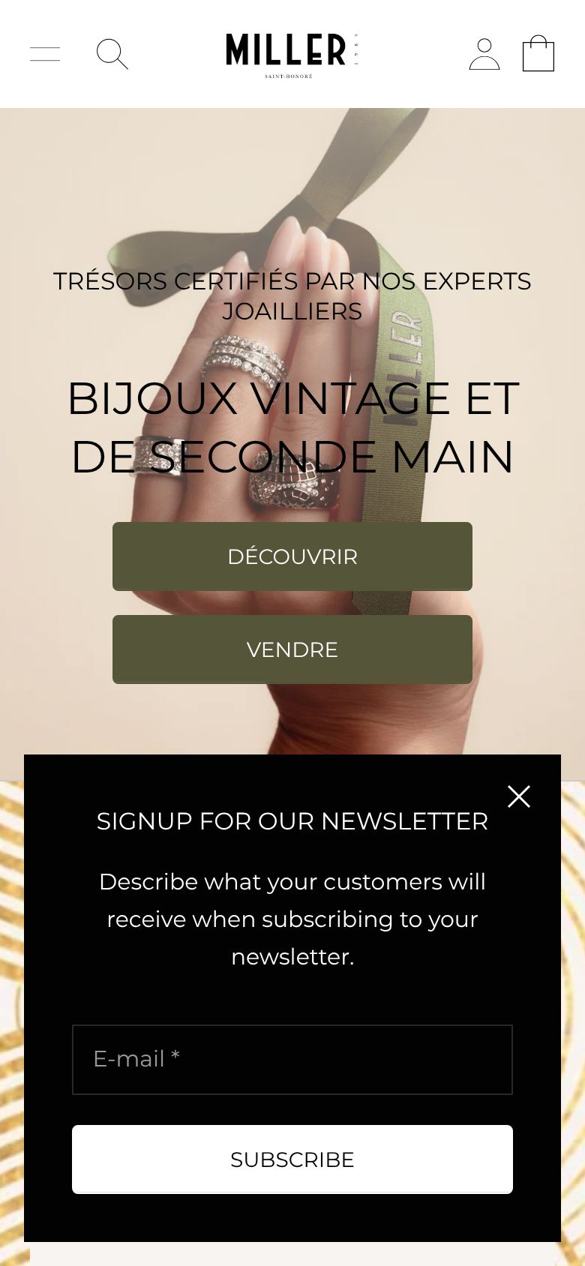 MILLER
SAINT-HONORÉ
TRÉSORS CERTIFIÉS PAR NOS EXPERTS
JOAILLIERS
MILLER
BIJOUX VINTAGE ET
DE SECONDE MAIN
DÉCOUVRIR
VENDRE
SIGNUP FOR OUR NEWSLETTER
Describe what your customers will
receive when subscribing to your
newsletter.
E-mail *
SUBSCRIBE